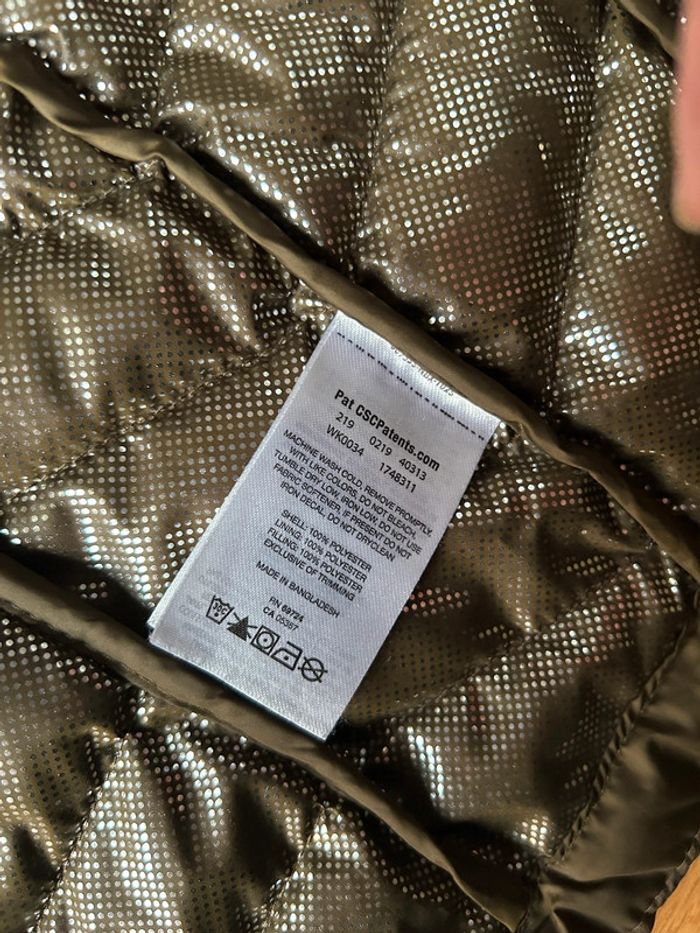 Pat CSCPatents.com
219 0219 40313
WK0034 1748311
MACHINE WASH COLD, REMOVE PROMPTLY,
WITH LIKE COLORS, DO NOT BLEACH,
TUMBLE DRY LOW, IRON LOW, DO NOT USE
FABRIC SOFTENER, IF PRESENT DO NOT
IRON DECAL, DO NOT DRYCLEAN
SHELL: 100% POLYESTER
LINING: 100% POLYESTER
FILLING: 100% POLYESTER
EXCLUSIVE OF TRIMMING
MADE IN BANGLADESH
RN 69724
CA 05367